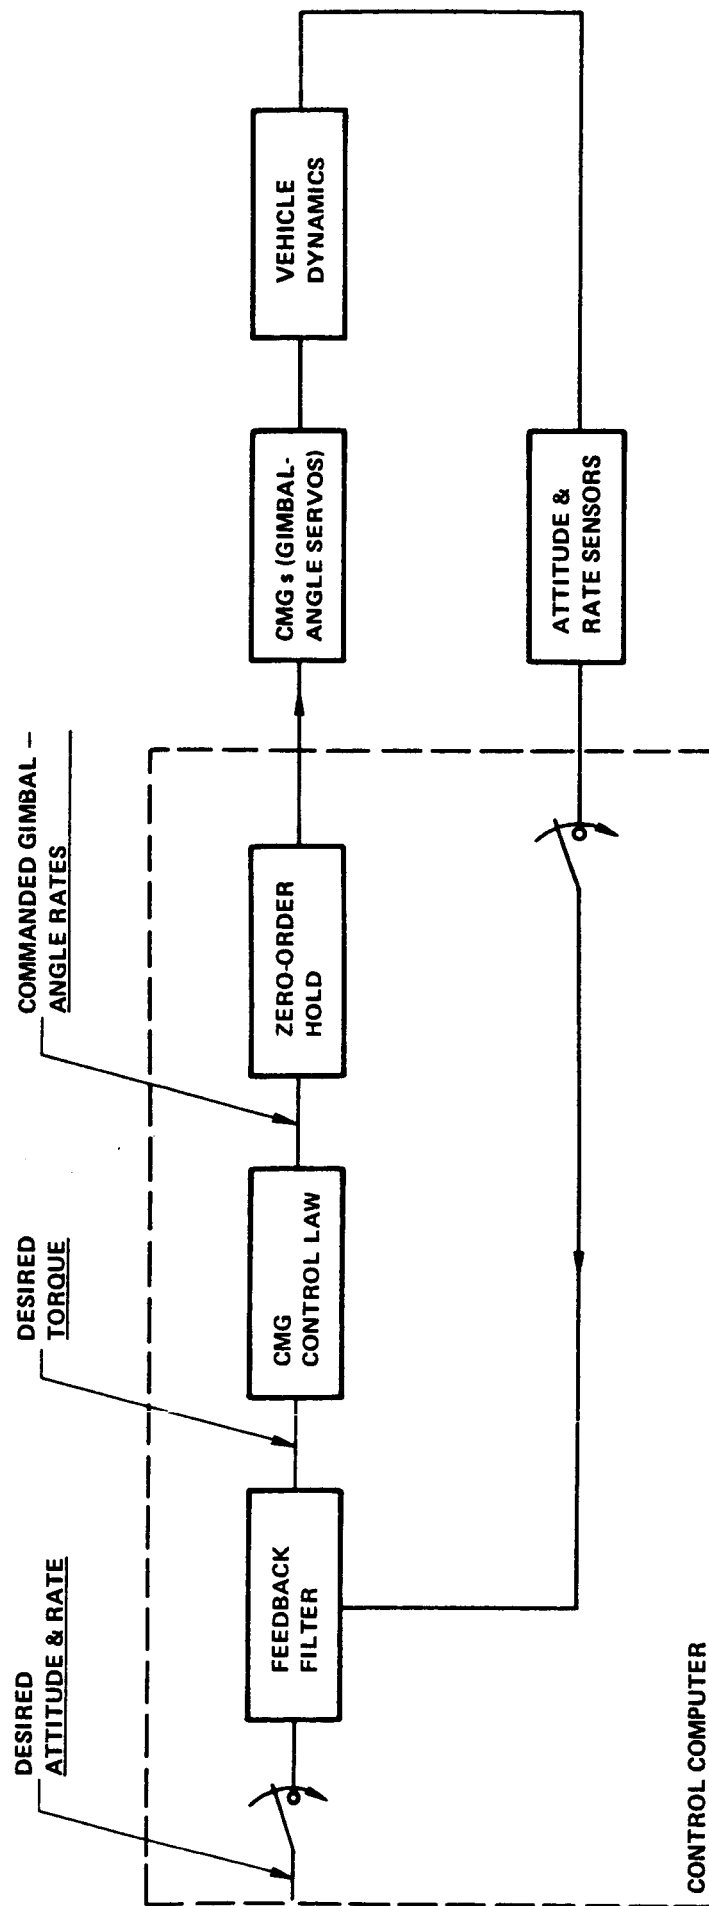 DESIRED
ATTITUDE & RATE
DESIRED
TORQUE
COMMANDED GIMBAL –
ANGLE RATES
FEEDBACK
FILTER
CMG
CONTROL LAW
ZERO-ORDER
HOLD
CMG s (GIMBAL-
ANGLE SERVOS)
VEHICLE
DYNAMICS
ATTITUDE &
RATE SENSORS
CONTROL COMPUTER